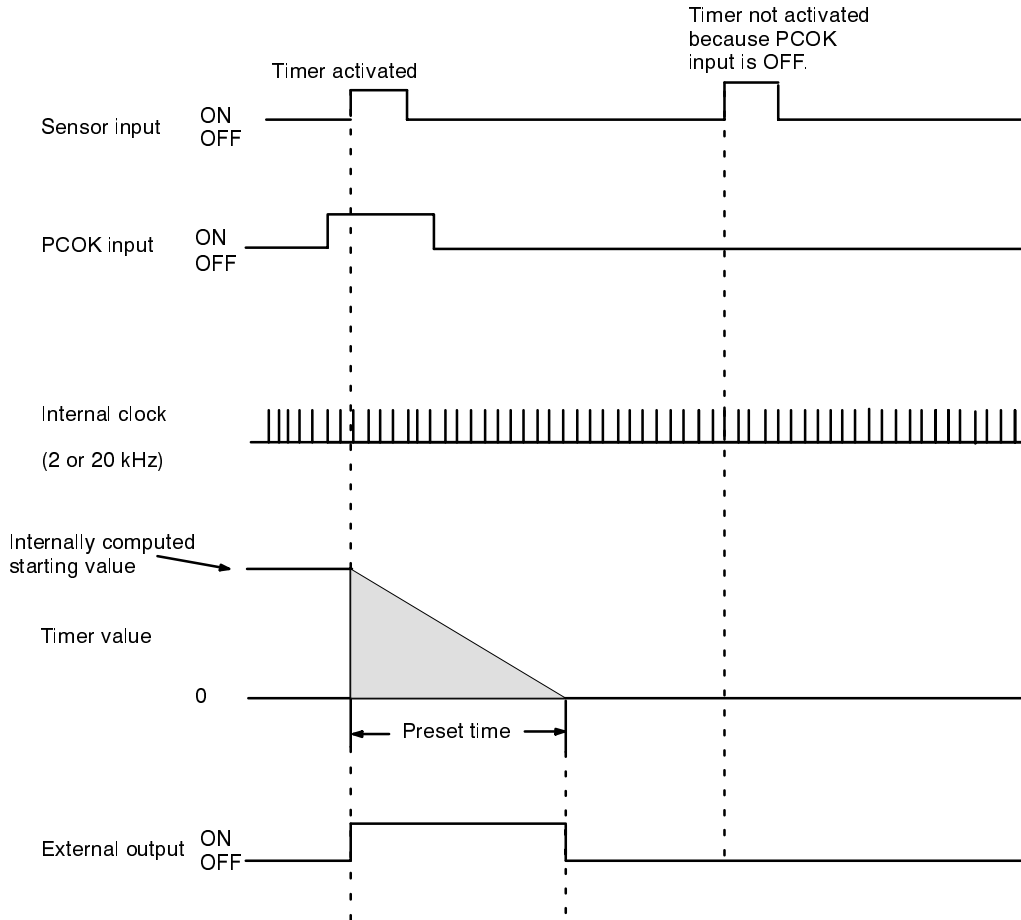 Timer not activated
because PCOK
input is OFF.
Timer activated
Sensor input
ON
OFF
PCOK input
ON
OFF
Internal clock
(2 or 20 kHz)
Internally computed
starting value
Timer value
0
Preset time
External output
ON
OFF